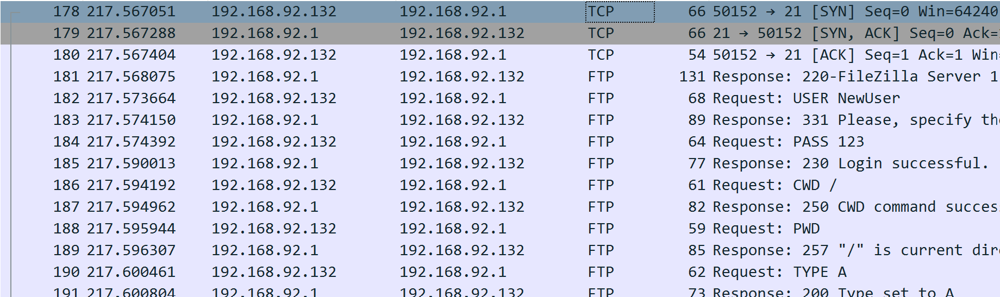 178 217.567051 192.168.92.132 192.168.92.1 TCP 66 50152 → 21 [SYN] Seq=0 Win=64240
179 217.567288 192.168.92.1 192.168.92.132 TCP 66 21 → 50152 [SYN, ACK] Seq=0 Ack=
180 217.567404 192.168.92.132 192.168.92.1 TCP 54 50152 → 21 [ACK] Seq=1 Ack=1 Win
181 217.568075 192.168.92.1 192.168.92.132 FTP 131 Response: 220-FileZilla Server 1
182 217.573664 192.168.92.132 192.168.92.1 FTP 68 Request: USER NewUser
183 217.574150 192.168.92.1 192.168.92.132 FTP 89 Response: 331 Please, specify the
184 217.574392 192.168.92.132 192.168.92.1 FTP 64 Request: PASS 123
185 217.590013 192.168.92.1 192.168.92.132 FTP 77 Response: 230 Login successful.
186 217.594192 192.168.92.132 192.168.92.1 FTP 61 Request: CWD /
187 217.594962 192.168.92.1 192.168.92.132 FTP 82 Response: 250 CWD command succes
188 217.595944 192.168.92.132 192.168.92.1 FTP 59 Request: PWD
189 217.596307 192.168.92.1 192.168.92.132 FTP 85 Response: 257 "/" is current dir
190 217.600461 192.168.92.132 192.168.92.1 FTP 62 Request: TYPE A
191 217.600804 192.168.92.1 192.168.92.132 FTP 73 Response: 200 Type set to A